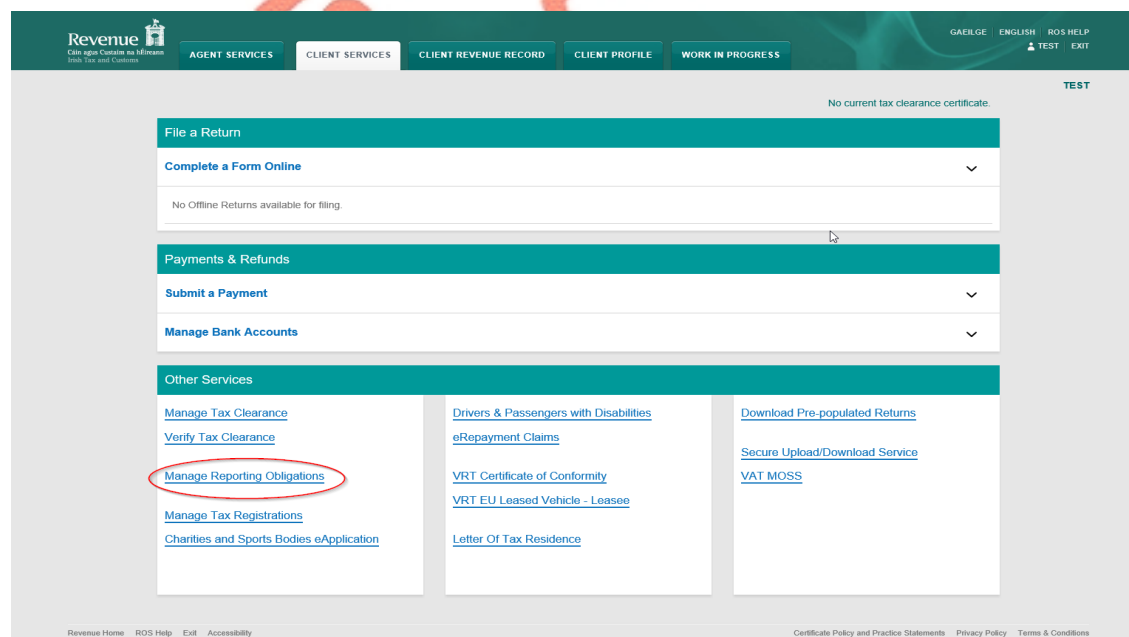 Revenue
Cáin agus Custaim na hÉireann
Irish Tax and Customs
AGENT SERVICES
CLIENT SERVICES
CLIENT REVENUE RECORD
CLIENT PROFILE
WORK IN PROGRESS
GAEILGE ENGLISH ROS HELP
TEST EXIT
TEST
No current tax clearance certificate.
File a Return
Complete a Form Online
No Offline Returns available for filing.
Payments & Refunds
Submit a Payment
Manage Bank Accounts
Other Services
Manage Tax Clearance
Verify Tax Clearance
Manage Reporting Obligations
Manage Tax Registrations
Charities and Sports Bodies eApplication
Drivers & Passengers with Disabilities
eRepayment Claims
VRT Certificate of Conformity
VRT EU Leased Vehicle - Leasee
Letter Of Tax Residence
Download Pre-populated Returns
Secure Upload/Download Service
VAT MOSS
Revenue Home ROS Help Exit Accessibility
Certificate Policy and Practice Statements Privacy Policy Terms & Conditions